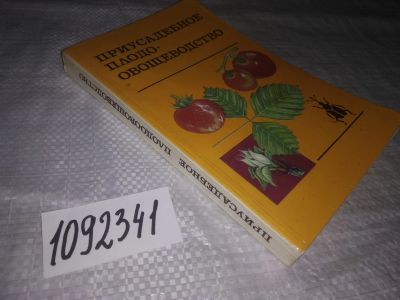 ПРИУСАДЕБНОЕ
ПЛОДО-
ОВОЩЕВОДСТВО
ПРИУСАДЕБНОЕ ПЛОДООВОЩЕВОДСТВО
1092341